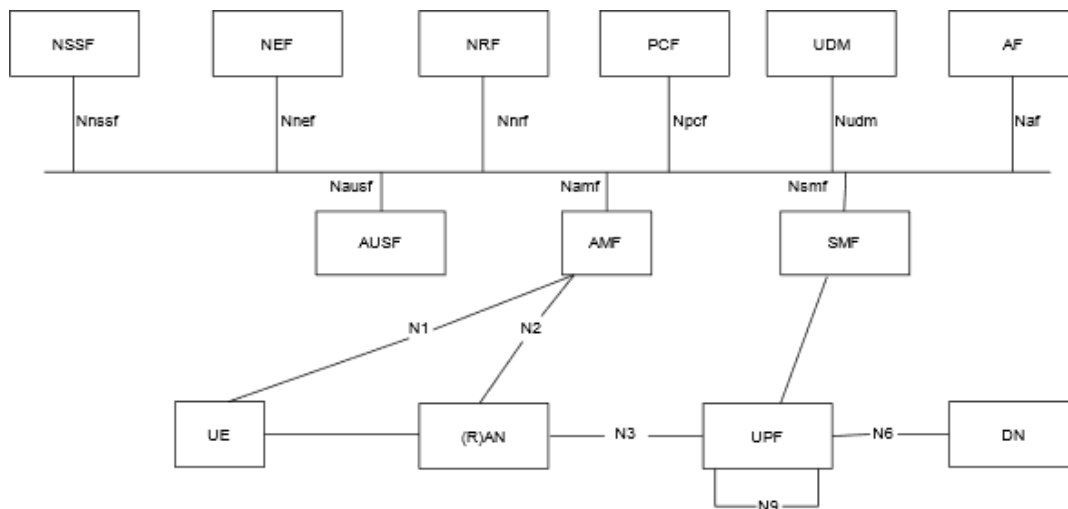 NSSF
NEF
NRF
PCF
UDM
AF
Nnssf
Nnef
Nnrf
Npcf
Nudm
Naf
Nausf
Namf
Nsmf
AUSF
AMF
SMF
N1
N2
UE
(R)AN
N3
UPF
N6
DN
N9